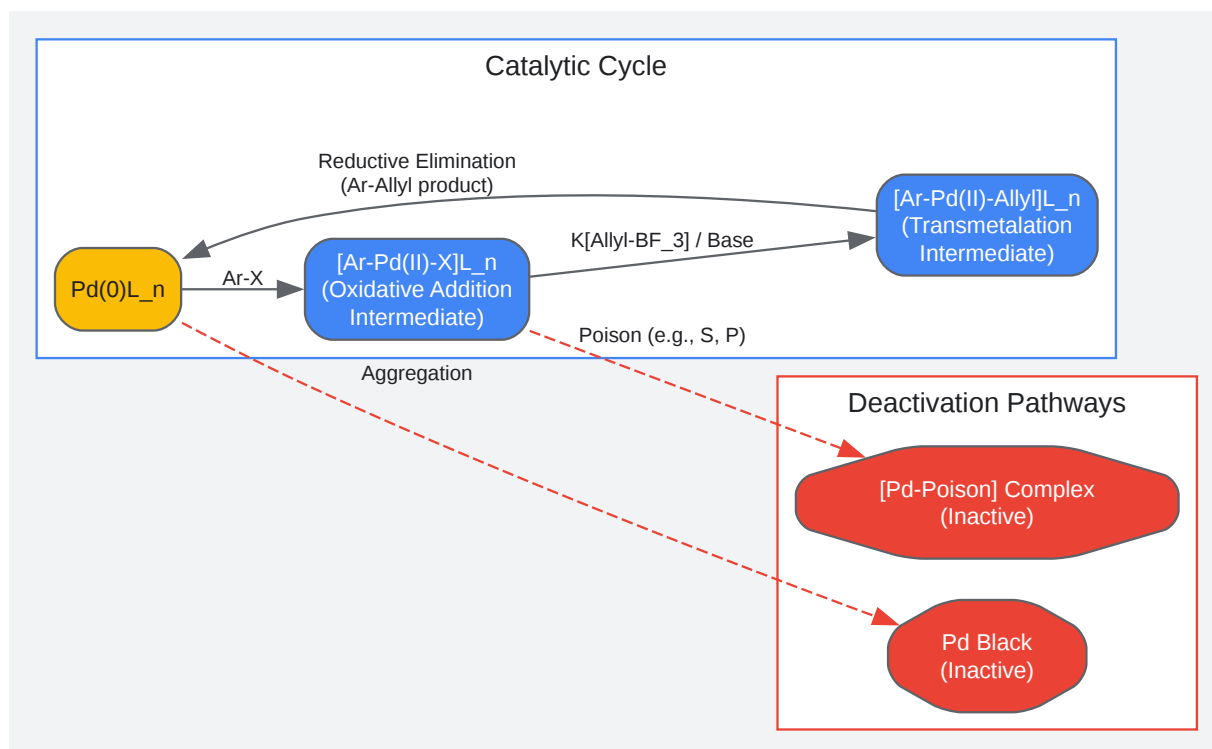 Catalytic Cycle
Reductive Elimination
(Ar-Allyl product)
[Ar-Pd(II)-Allyl]L_n
(Transmetalation
Intermediate)
K[Allyl-BF_3] / Base
[Ar-Pd(II)-X]L_n
(Oxidative Addition
Intermediate)
Ar-X
Pd(0)L_n
Poison (e.g., S, P)
Aggregation
Deactivation Pathways
[Pd-Poison] Complex
(Inactive)
Pd Black
(Inactive)